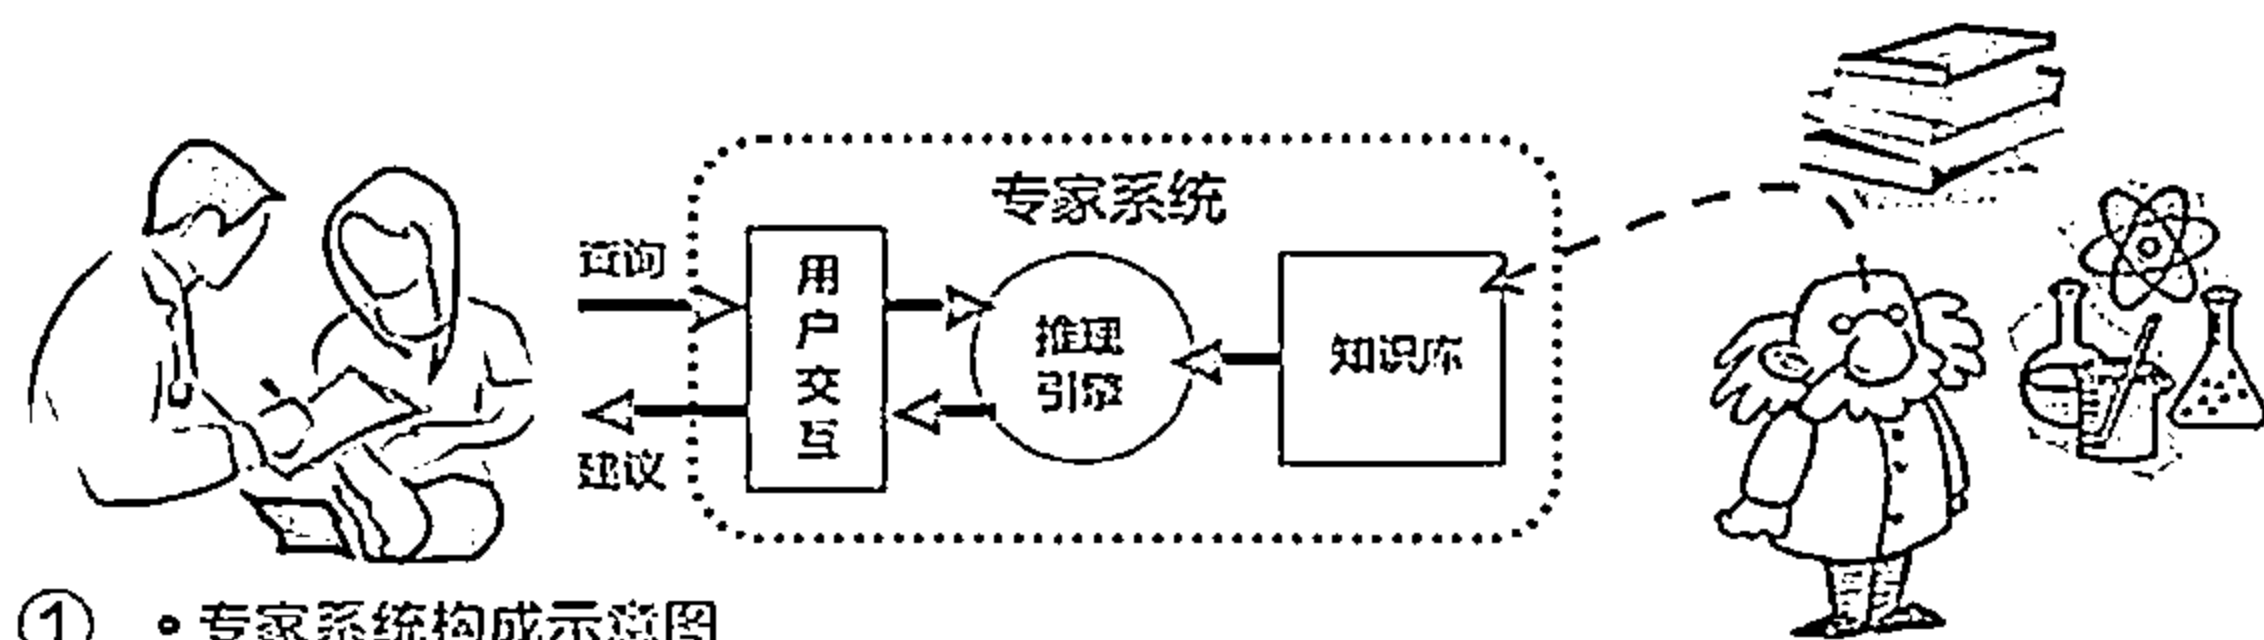 专家系统
查询
用户交互
推理
引擎
知识库
建议
① • 专家系统构成示意图